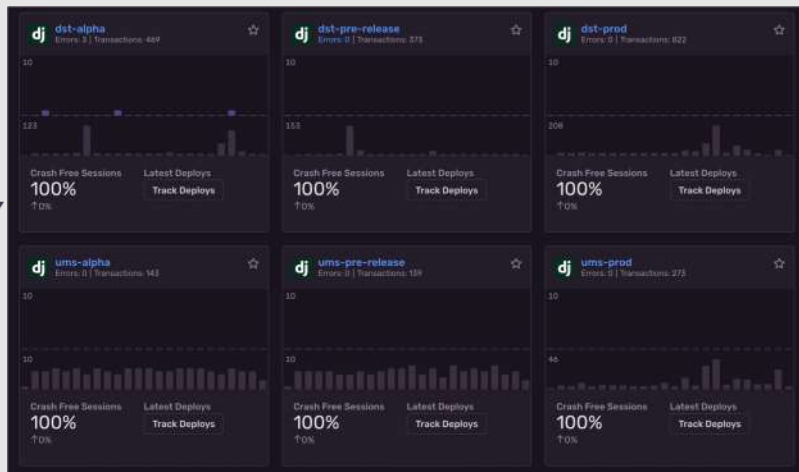 dj dst-alpha
Errors: 3 | Transactions: 469
10
123
Crash Free Sessions Latest Deploys
100% Track Deploys
↑0%
dj dst-pre-release
Errors: 0 | Transactions: 373
10
153
Crash Free Sessions Latest Deploys
100% Track Deploys
↑0%
dj dst-prod
Errors: 0 | Transactions: 822
10
208
Crash Free Sessions Latest Deploys
100% Track Deploys
↑0%
dj ums-alpha
Errors: 0 | Transactions: 143
10
10
Crash Free Sessions Latest Deploys
100% Track Deploys
↑0%
dj ums-pre-release
Errors: 0 | Transactions: 139
10
10
Crash Free Sessions Latest Deploys
100% Track Deploys
↑0%
dj ums-prod
Errors: 0 | Transactions: 273
10
46
Crash Free Sessions Latest Deploys
100% Track Deploys
↑0%